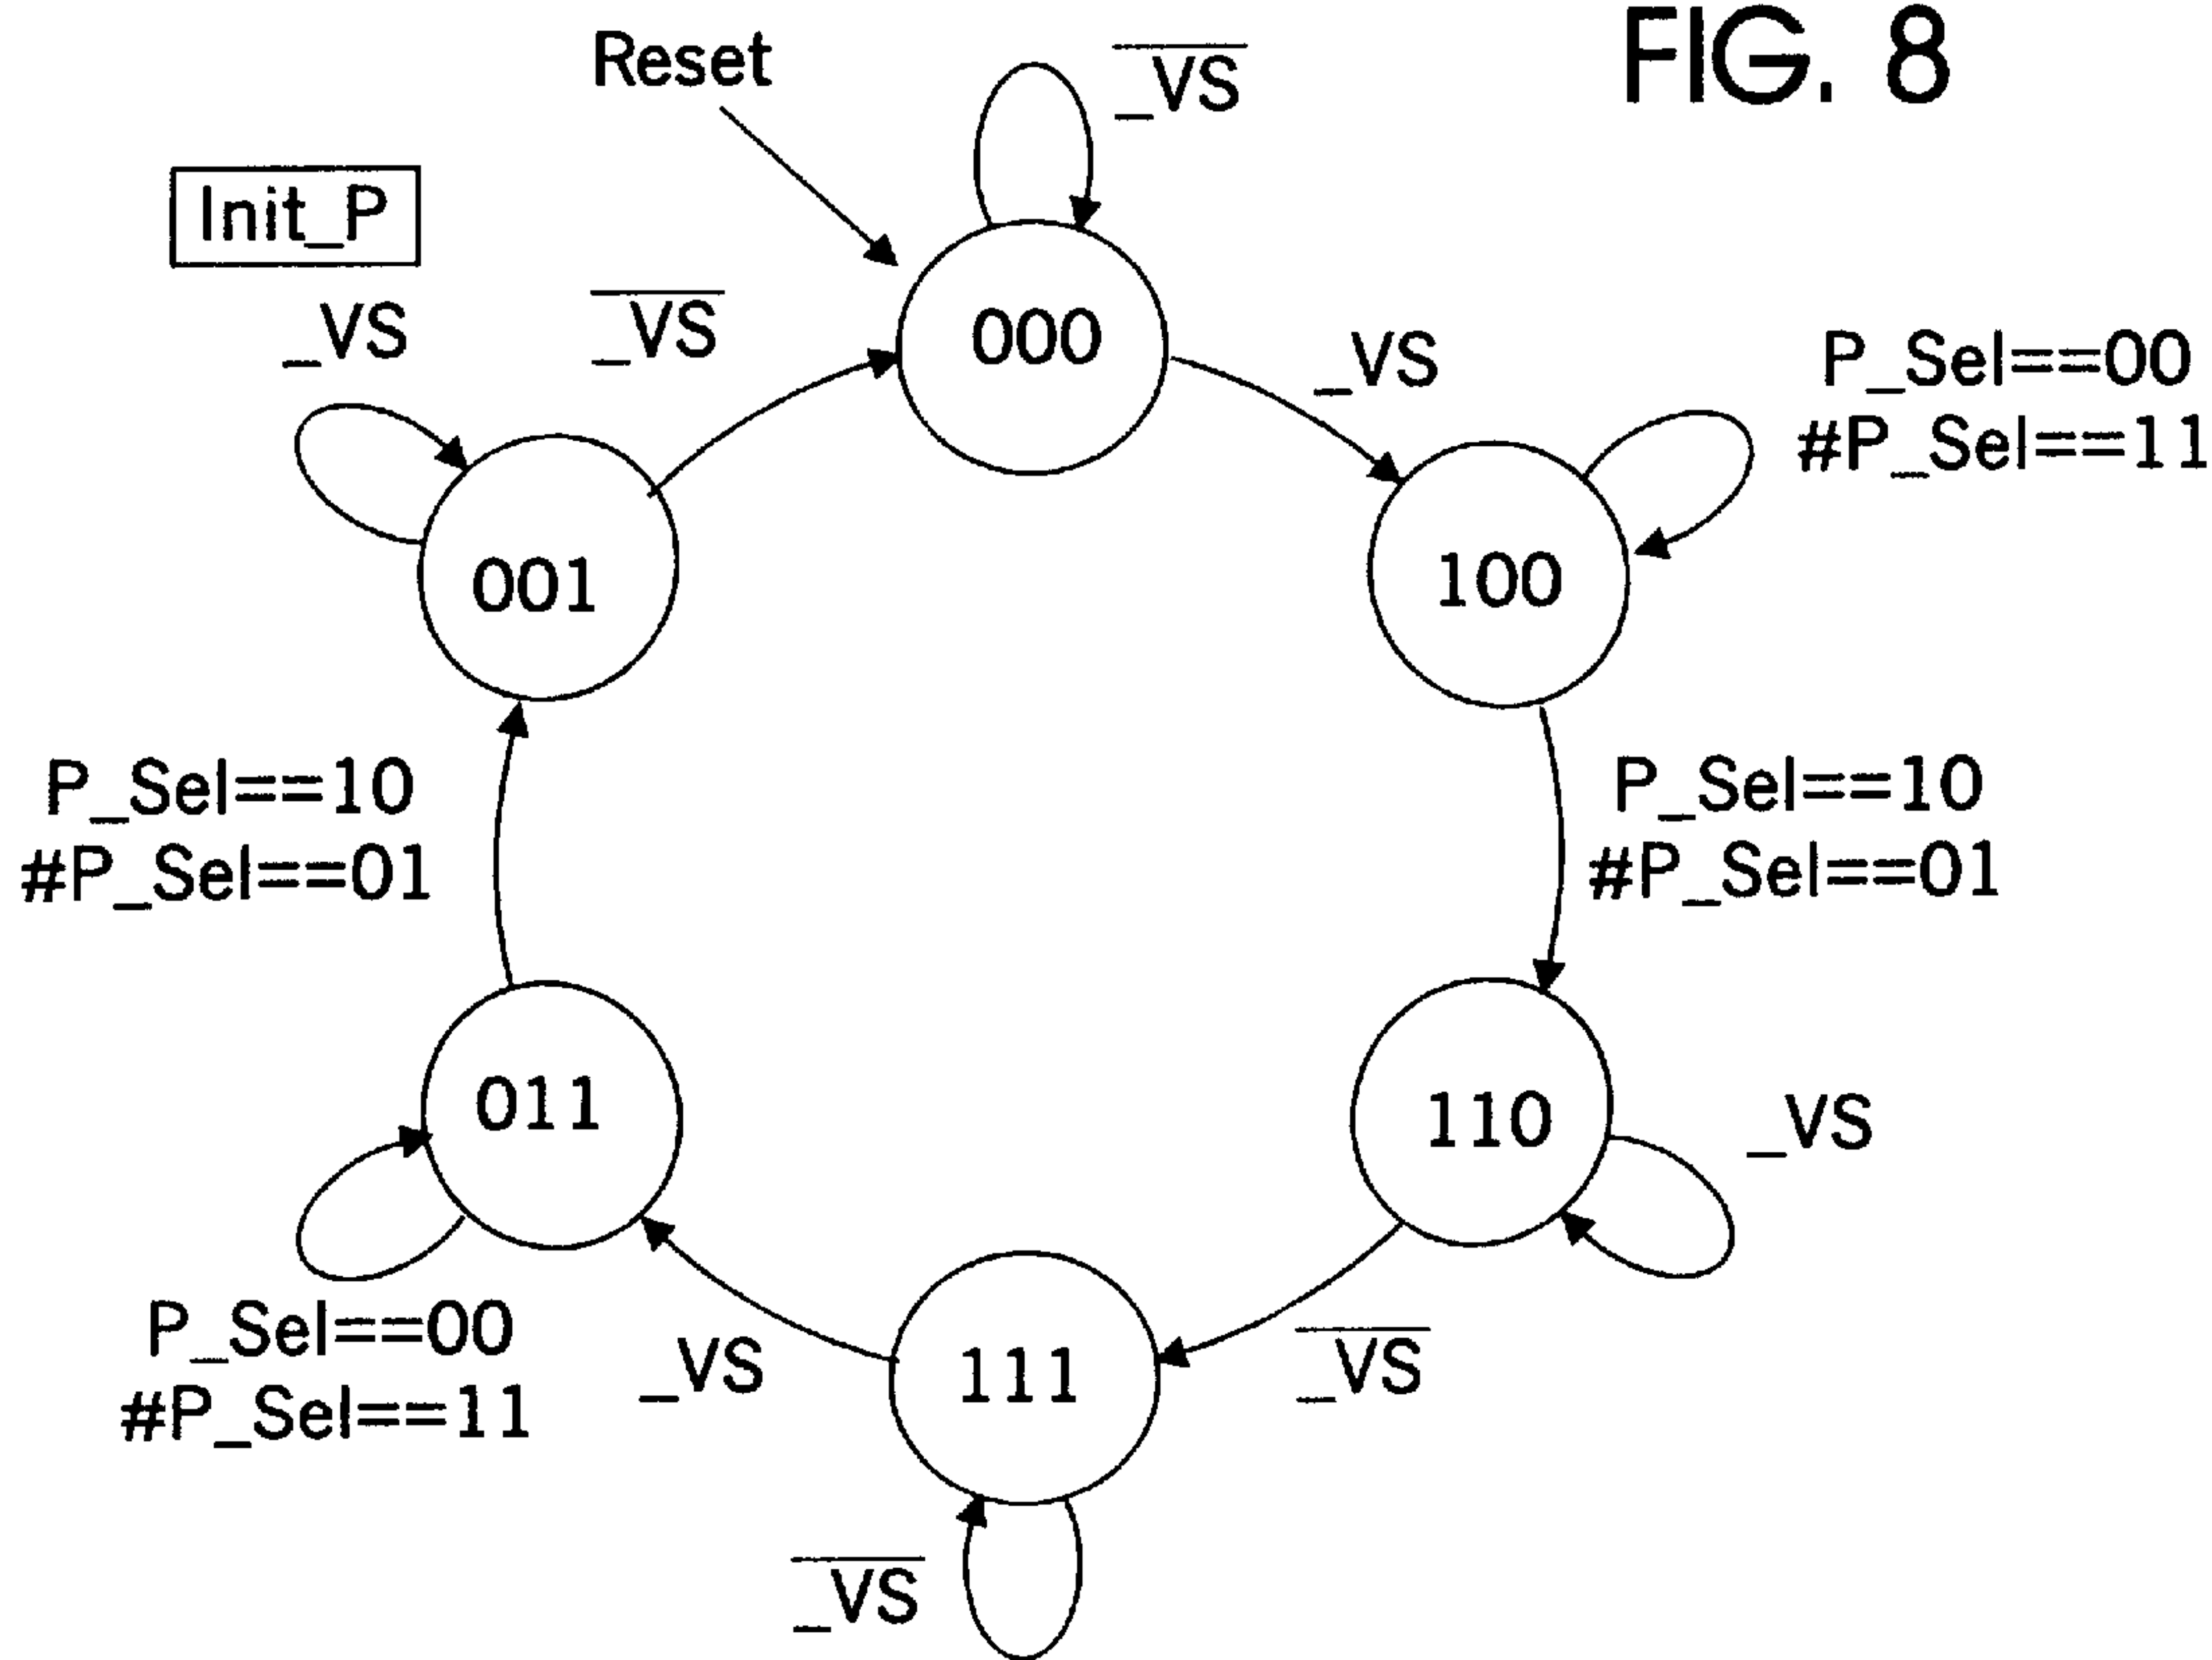 FIG. 8
Reset
_VS
Init_P
_VS
_VS
000
_VS
P_Sel==00
#P_Sel==11
001
100
P_Sel==10
#P_Sel==01
P_Sel==10
#P_Sel==01
011
110
_VS
P_Sel==00
#P_Sel==11
_VS
111
_VS
_VS